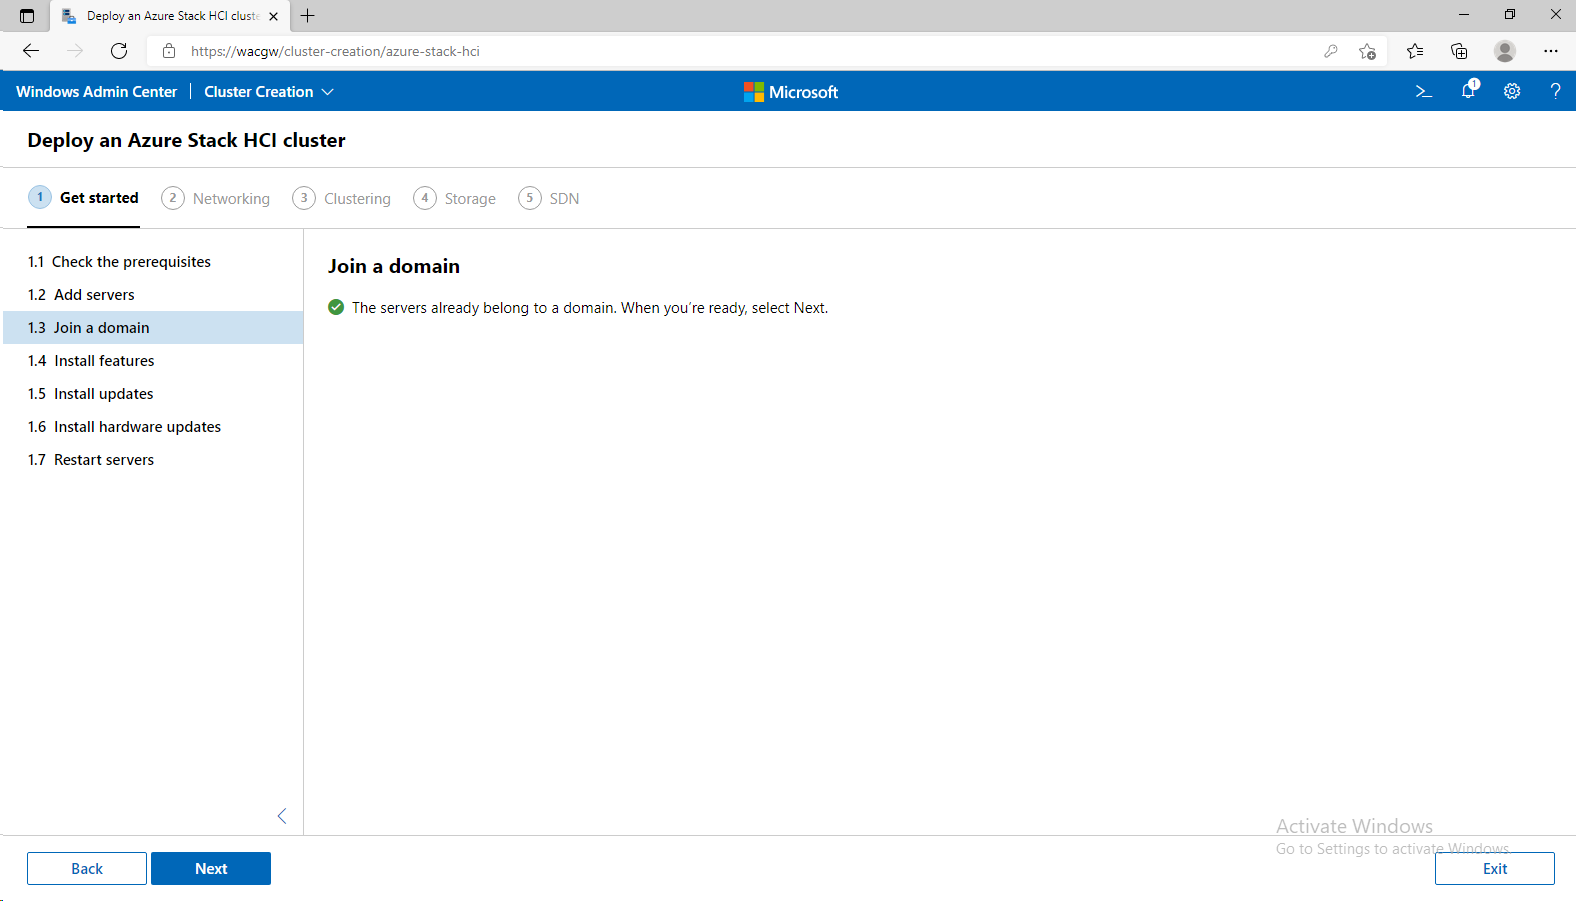 Deploy an Azure Stack HCI cluste
https://wacgw/cluster-creation/azure-stack-hci
Windows Admin Center | Cluster Creation
Microsoft
1
?
Deploy an Azure Stack HCI cluster
1 Get started
2 Networking
3 Clustering
4 Storage
5 SDN
1.1 Check the prerequisites
1.2 Add servers
1.3 Join a domain
1.4 Install features
1.5 Install updates
1.6 Install hardware updates
1.7 Restart servers
Join a domain
The servers already belong to a domain. When you're ready, select Next.
Activate Windows
Go to Settings to activate Windows.
Back
Next
Exit